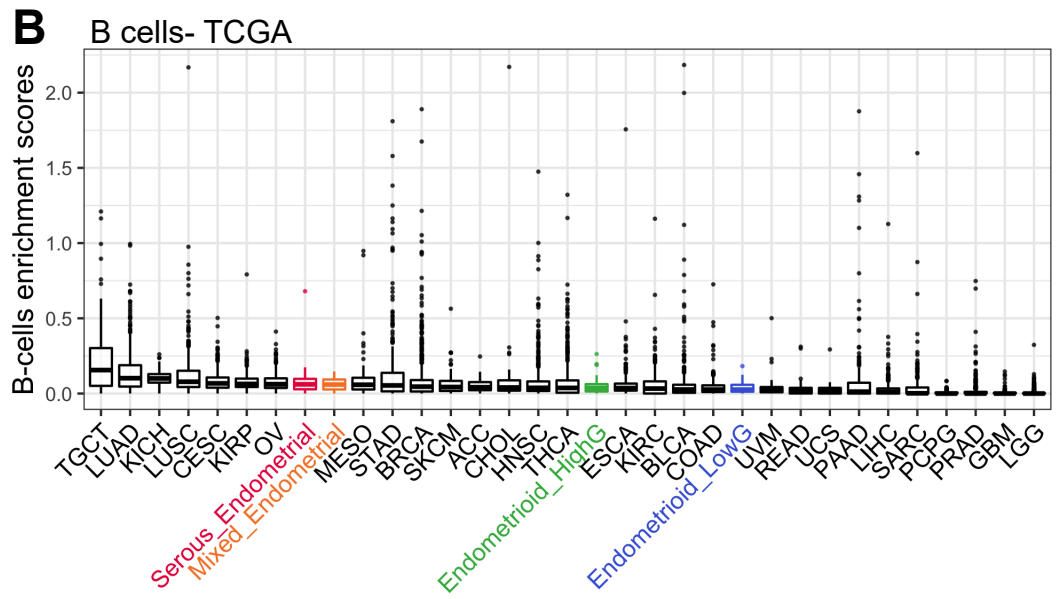 B
B cells- TCGA
B-cells enrichment scores
2.0
1.5
1.0
0.5
0.0
TGCT
LUAD
KICH
LUSC
CESC
KIRP
OV
Serous_Endometrial
Mixed_Endometrial
MESO
STAD
BRCA
SKCM
ACC
CHOL
HNSC
THCA
Endometrioid_HighG
ESCA
KIRC
BLCA
COAD
Endometrioid_LowG
UVM
READ
UCS
PAAD
LIHC
SARC
PCPG
PRAD
GBM
LGG